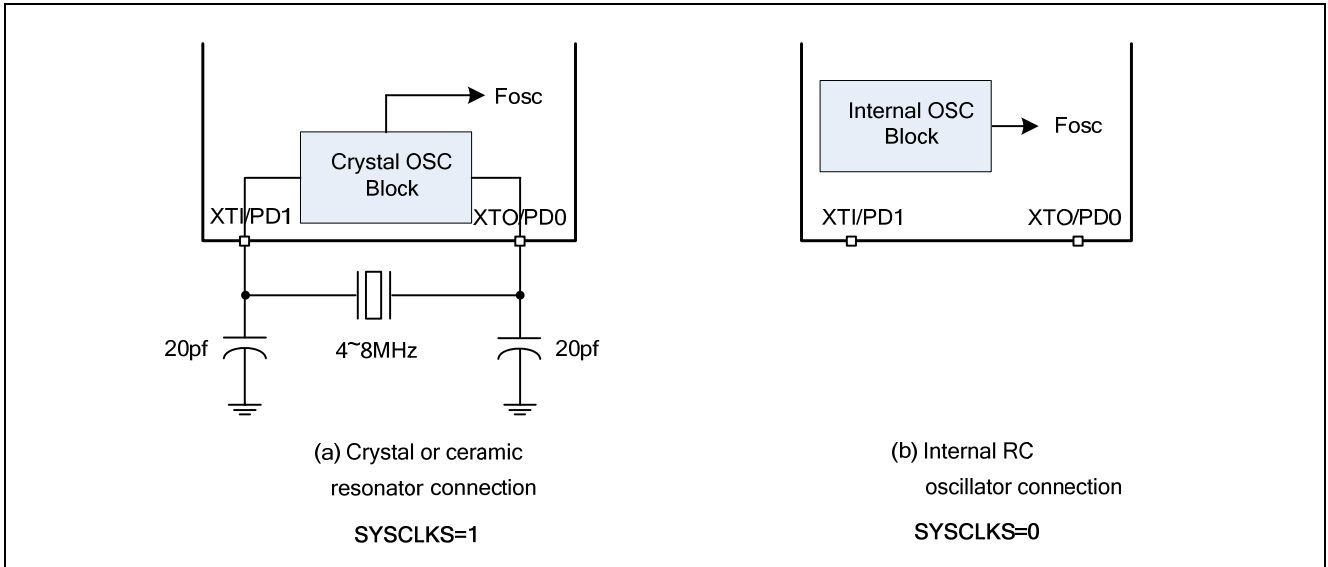 Fosc
Crystal OSC
Block
XTI/PD1
XTO/PD0
20pf
4~8MHz
20pf
(a) Crystal or ceramic
resonator connection
SYSCLKS=1
Internal OSC
Block
Fosc
XTI/PD1
XTO/PD0
(b) Internal RC
oscillator connection
SYSCLKS=0